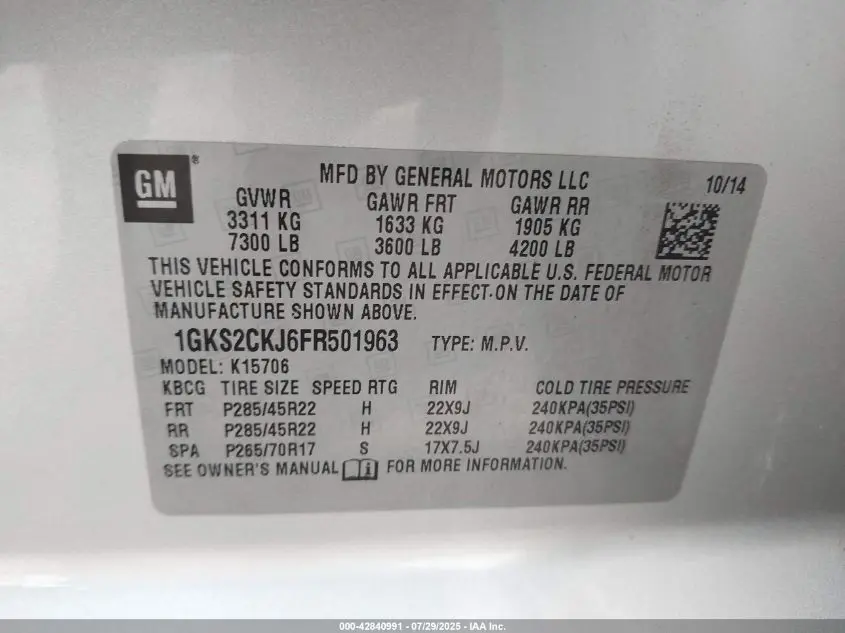 GM®
MFD BY GENERAL MOTORS LLC 10/14
GVWR GAWR FRT GAWR RR
3311 KG 1633 KG 1905 KG
7300 LB 3600 LB 4200 LB
THIS VEHICLE CONFORMS TO ALL APPLICABLE U.S. FEDERAL MOTOR
VEHICLE SAFETY STANDARDS IN EFFECT ON THE DATE OF
MANUFACTURE SHOWN ABOVE.
1GKS2CKJ6FR501963 TYPE: M.P.V.
MODEL: K15706
KBCG TIRE SIZE SPEED RTG RIM COLD TIRE PRESSURE
FRT P285/45R22 H 22X9J 240KPA(35PSI)
RR P285/45R22 H 22X9J 240KPA(35PSI)
SPA P265/70R17 S 17X7.5J 240KPA(35PSI)
SEE OWNER'S MANUAL i FOR MORE INFORMATION.
000-42840991 - 07/29/2025 - IAA Inc.